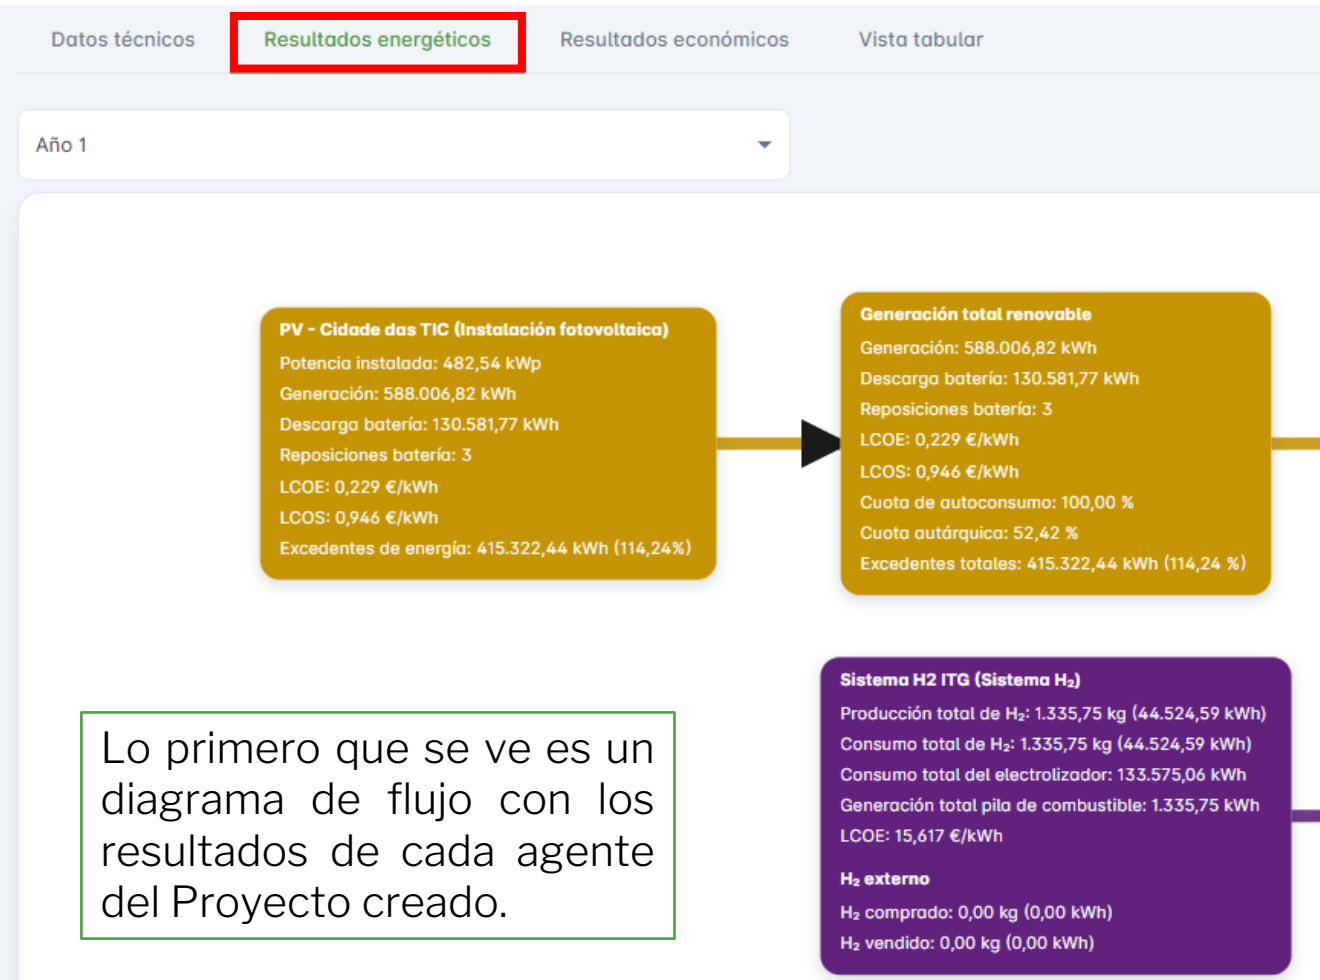 Datos técnicos
Resultados energéticos
Resultados económicos
Vista tabular
Año 1
PV - Cidade das TIC (Instalación fotovoltaica)
Potencia instalada: 482,54 kWp
Generación: 588.006,82 kWh
Descarga batería: 130.581,77 kWh
Reposiciones batería: 3
LCOE: 0,229 €/kWh
LCOS: 0,946 €/kWh
Excedentes de energía: 415.322,44 kWh (114,24%)
Generación total renovable
Generación: 588.006,82 kWh
Descarga batería: 130.581,77 kWh
Reposiciones batería: 3
LCOE: 0,229 €/kWh
LCOS: 0,946 €/kWh
Cuota de autoconsumo: 100,00 %
Cuota autárquica: 52,42 %
Excedentes totales: 415.322,44 kWh (114,24 %)
Sistema H2 ITG (Sistema H₂)
Producción total de H₂: 1.335,75 kg (44.524,59 kWh)
Consumo total de H₂: 1.335,75 kg (44.524,59 kWh)
Consumo total del electrolizador: 133.575,06 kWh
Generación total pila de combustible: 1.335,75 kWh
LCOE: 15,617 €/kWh
H₂ externo
H₂ comprado: 0,00 kg (0,00 kWh)
H₂ vendido: 0,00 kg (0,00 kWh)
Lo primero que se ve es un
diagrama de flujo con los
resultados de cada agente
del Proyecto creado.